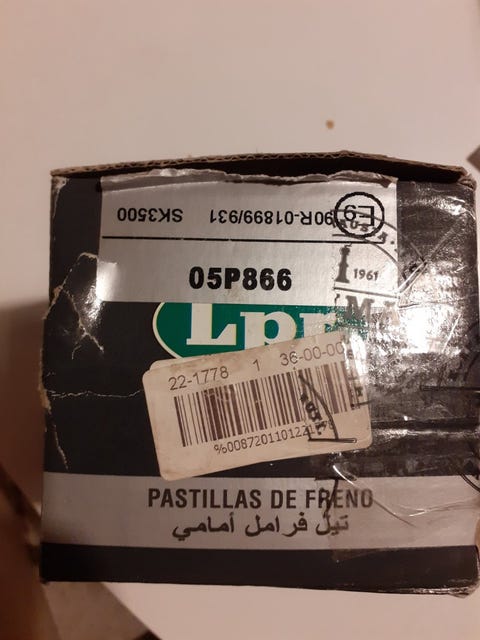 E9 90R-01899/931 SK3500
05P866
Lpr
1961
22-1778 1 36-00-00
PASTILLAS DE FRENO
تيل فرامل أمامي